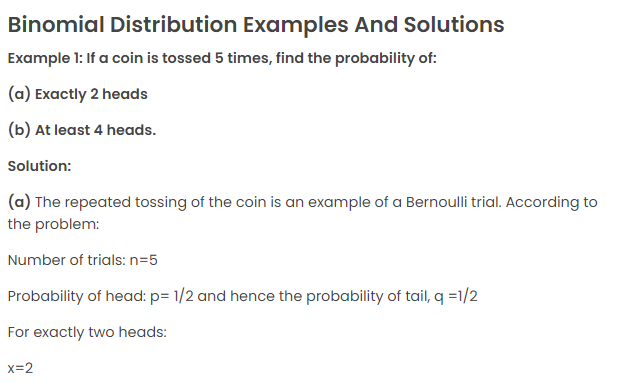 Binomial Distribution Examples And Solutions
Example 1: If a coin is tossed 5 times, find the probability of:
(a) Exactly 2 heads
(b) At least 4 heads.
Solution:
(a) The repeated tossing of the coin is an example of a Bernoulli trial. According to
the problem:
Number of trials: n=5
Probability of head: p= 1/2 and hence the probability of tail, q =1/2
For exactly two heads:
x=2